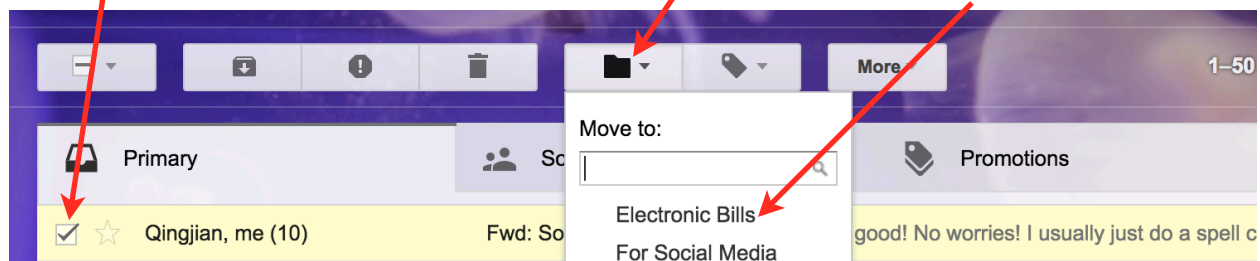 More
1–50
Move to:
Primary
So
Promotions
Electronic Bills
Qingjian, me (10)
Fwd: So
good! No worries! I usually just do a spell c
For Social Media